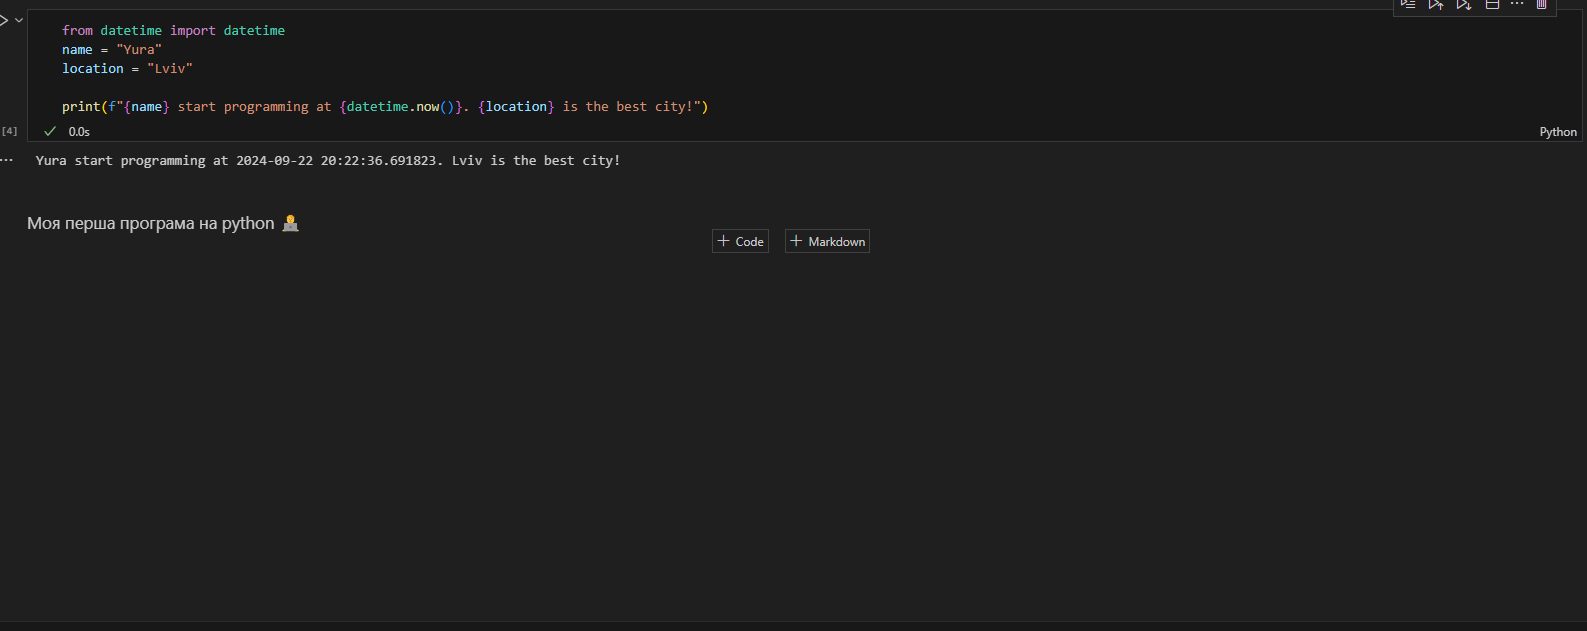 from datetime import datetime
name = "Yura"
location = "Lviv"
print(f"{name} start programming at {datetime.now()}. {location} is the best city!")
[4]
0.0s
Python
Yura start programming at 2024-09-22 20:22:36.691823. Lviv is the best city!
Моя перша програма на python 🧑‍💻
+ Code
+ Markdown